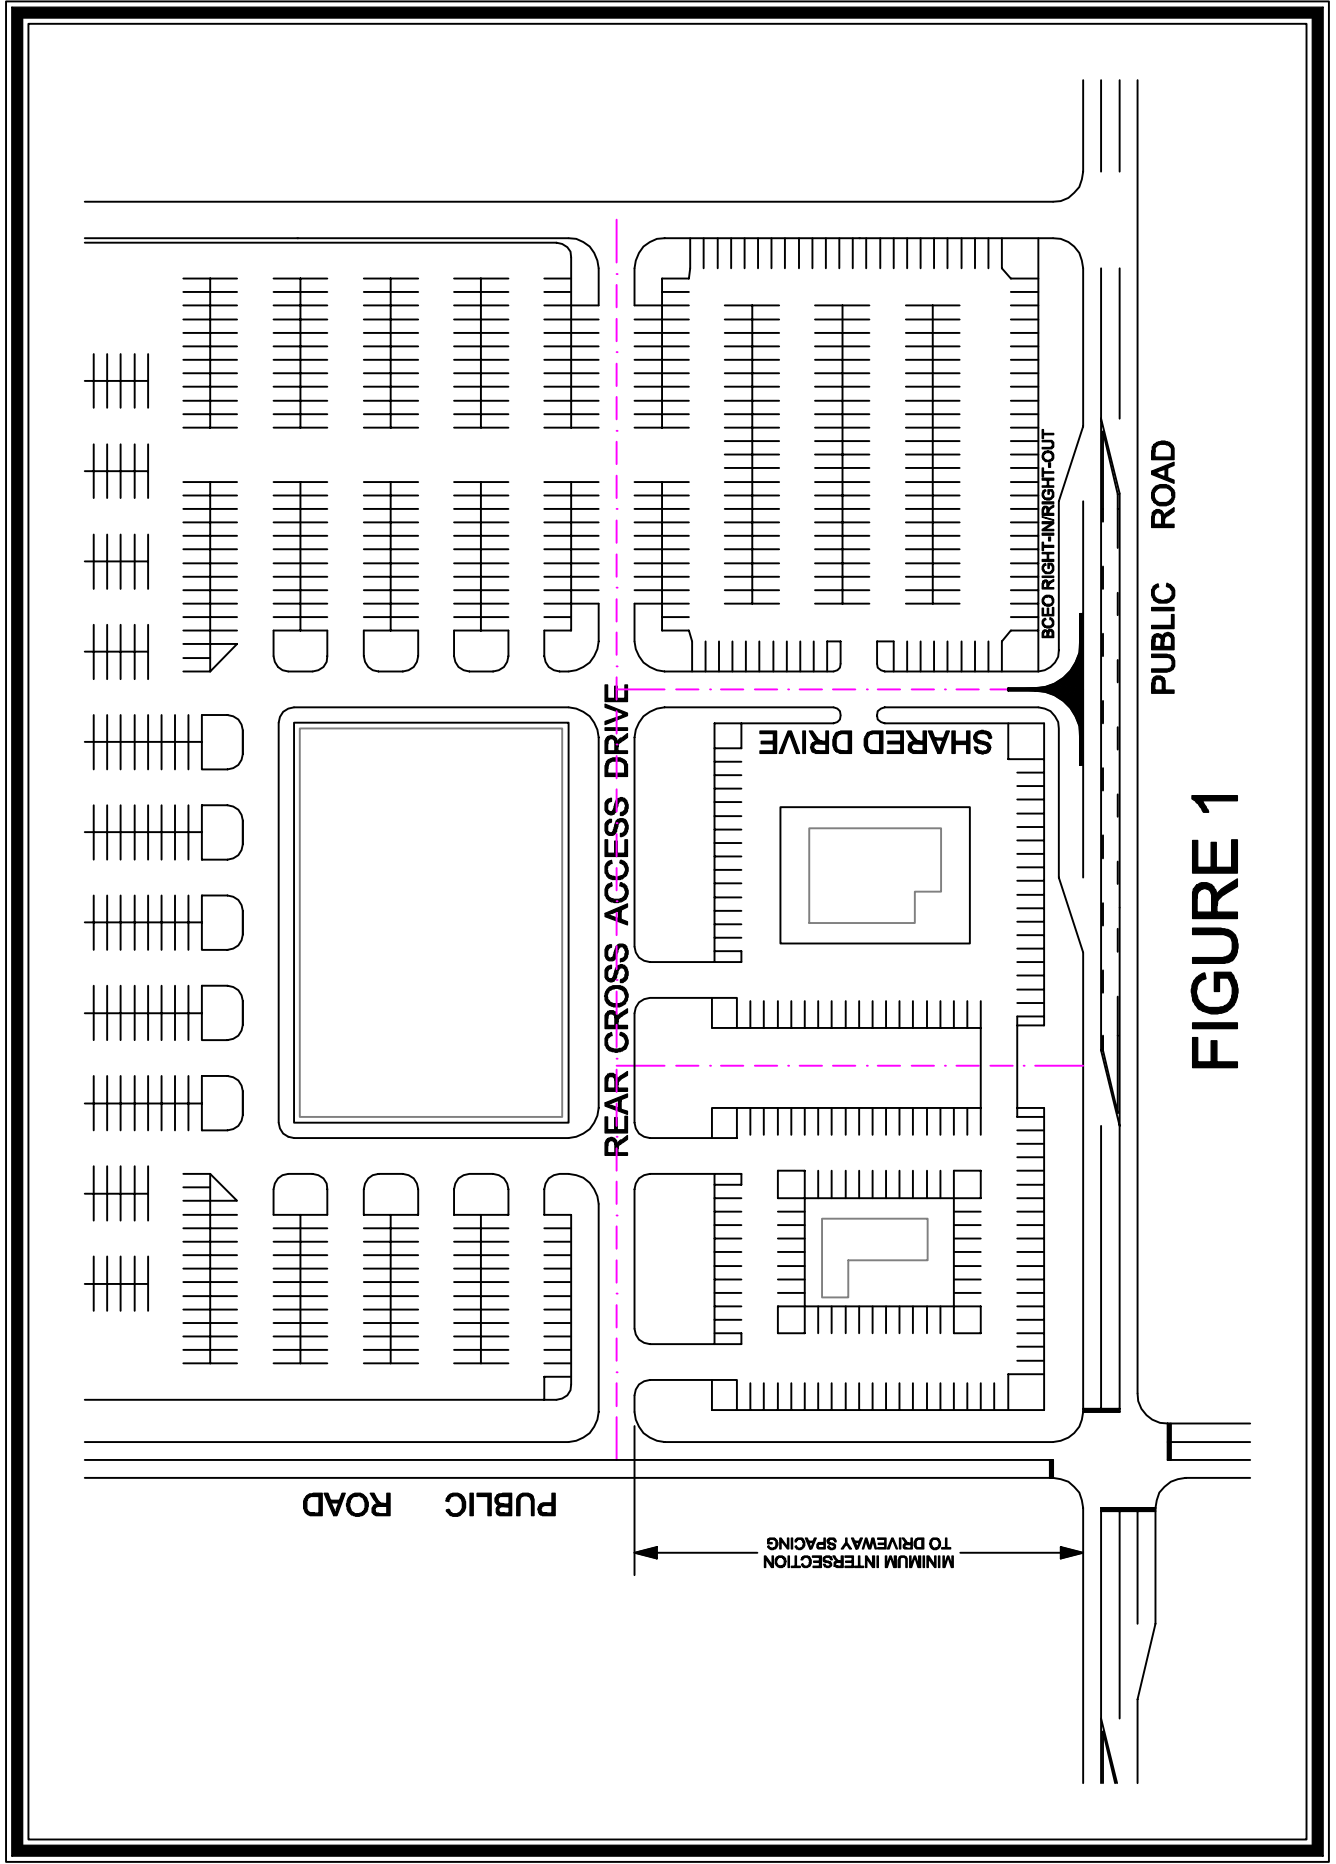 REAR CROSS ACCESS DRIVE
SHARED DRIVE
BCEO RIGHT-IN/RIGHT-OUT
PUBLIC ROAD
PUBLIC ROAD
MINIMUM INTERSECTION
TO DRIVEWAY SPACING
FIGURE 1